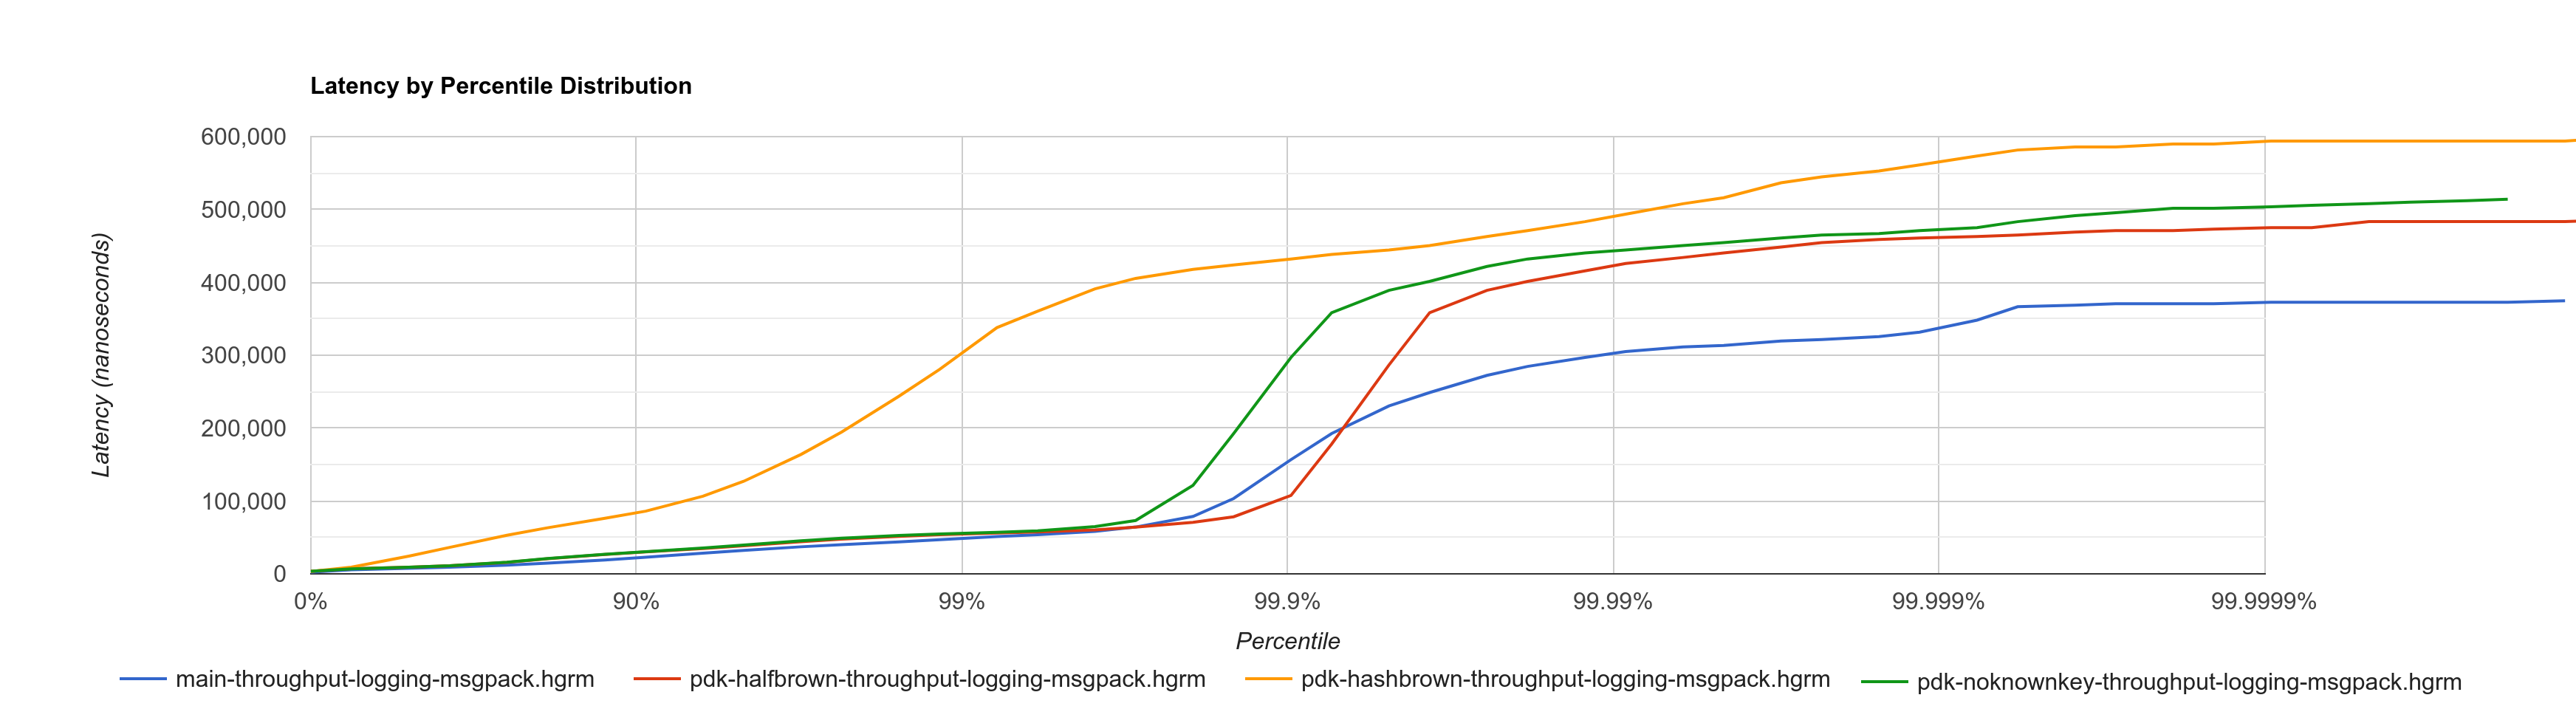 Latency by Percentile Distribution
600,000
500,000
400,000
300,000
200,000
100,000
0
Latency (nanoseconds)
0% 90% 99% 99.9% 99.99% 99.999% 99.9999%
Percentile
main-throughput-logging-msgpack.hgrm pdk-halfbrown-throughput-logging-msgpack.hgrm pdk-hashbrown-throughput-logging-msgpack.hgrm pdk-noknownkey-throughput-logging-msgpack.hgrm